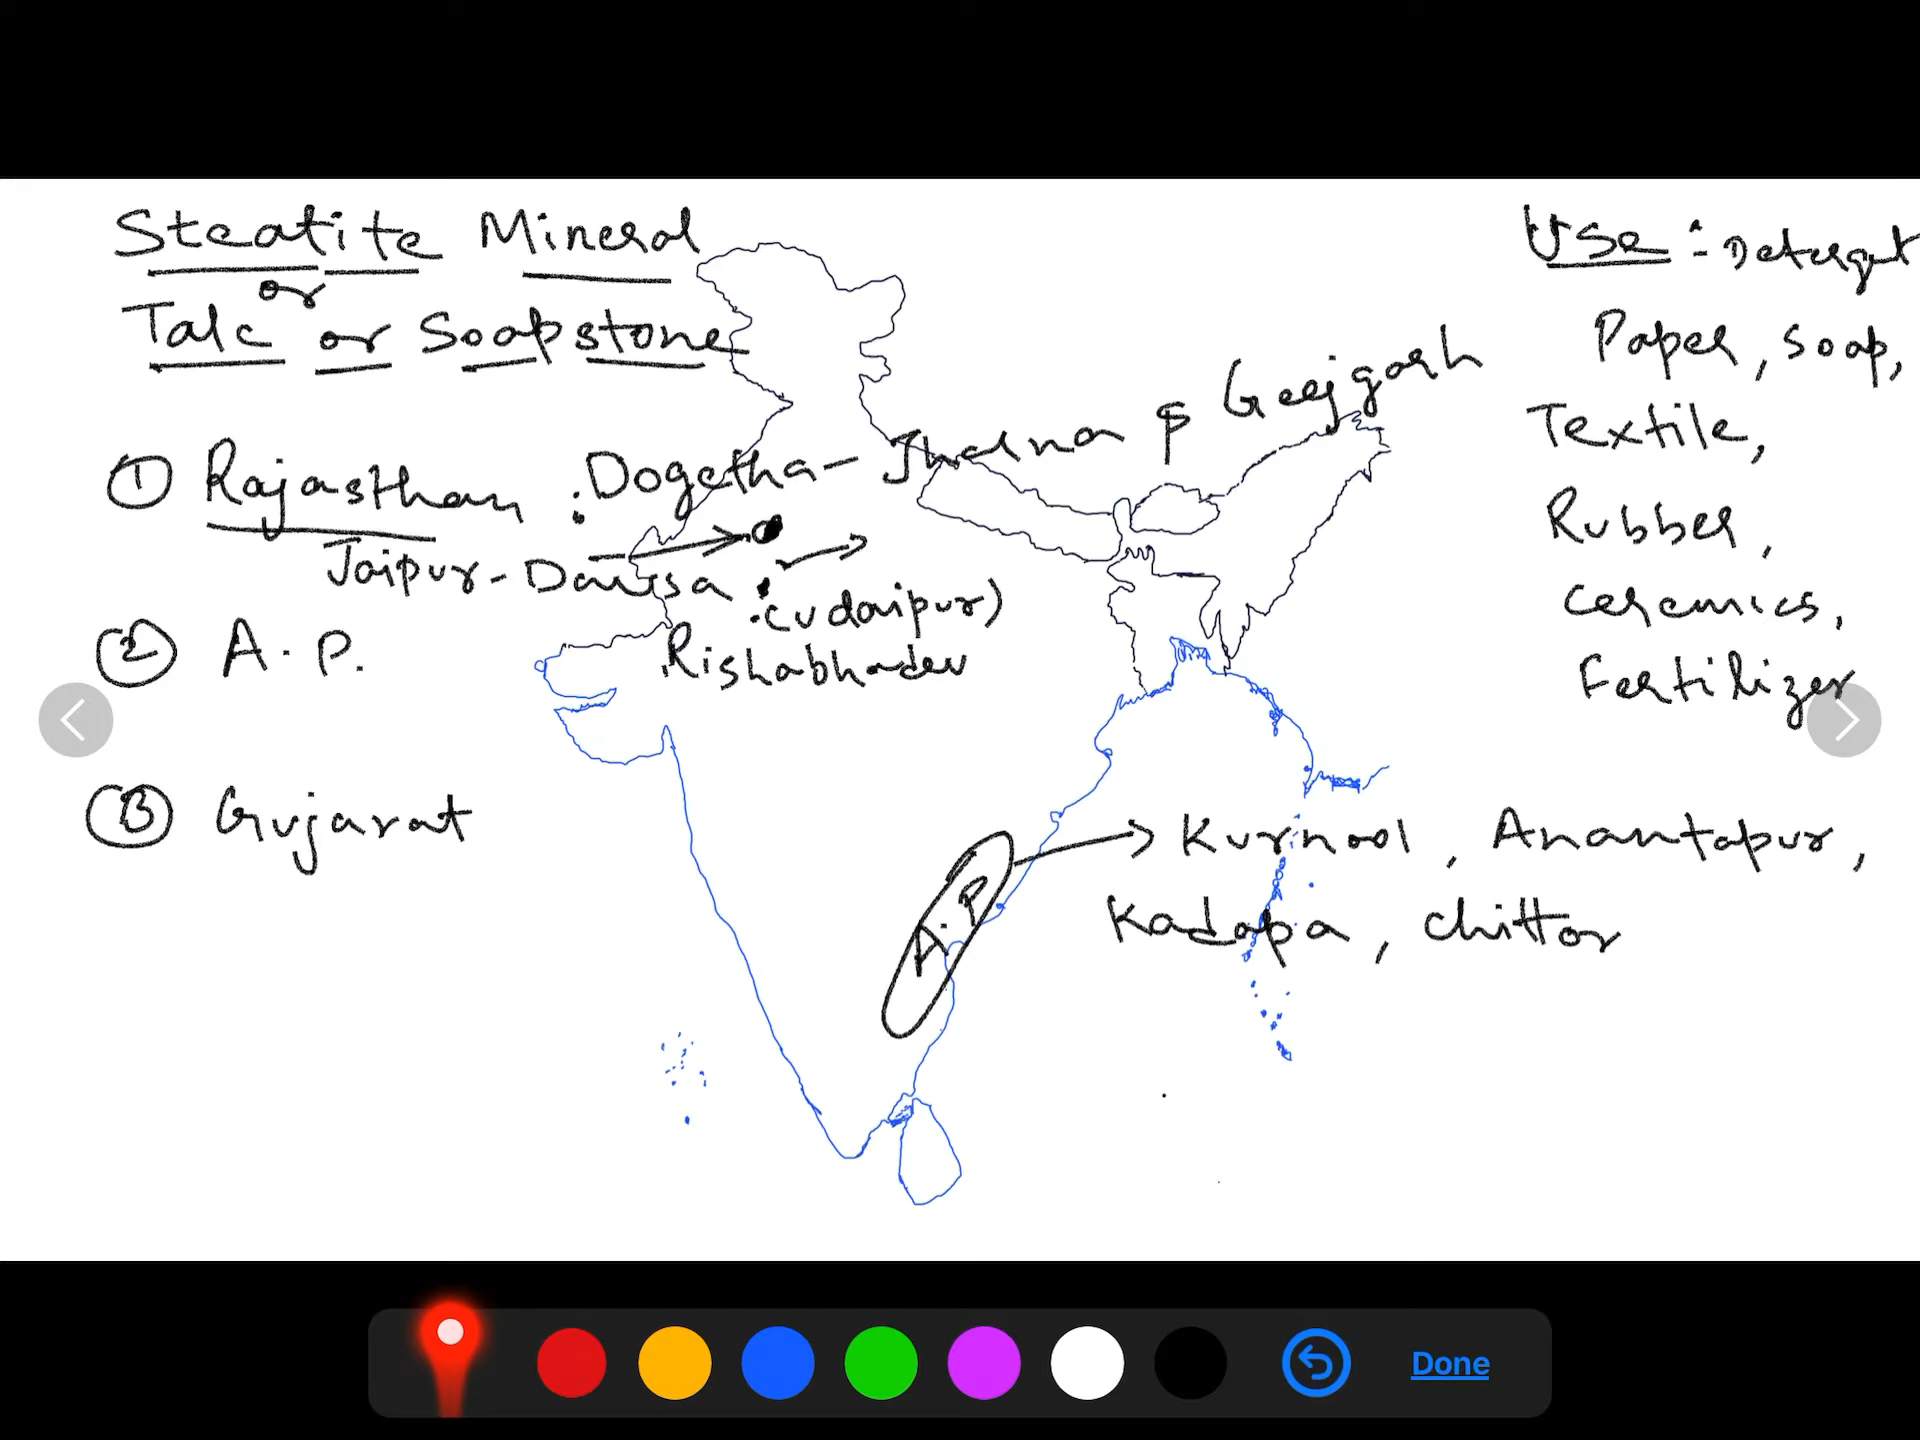 Steatite Mineral
or
Talc or Soapstone
① Rajasthan : Dogetha - Jhalna & Geejgarh
Jaipur - Dausa
(udaipur)
Rishabhadev
② A.P.
③ Gujarat
A.P
Kurnool, Anantapur,
Kadapa, Chittor
Use :- Detergent
Paper, Soap,
Textile,
Rubber,
Ceramics,
Fertilizer
Done